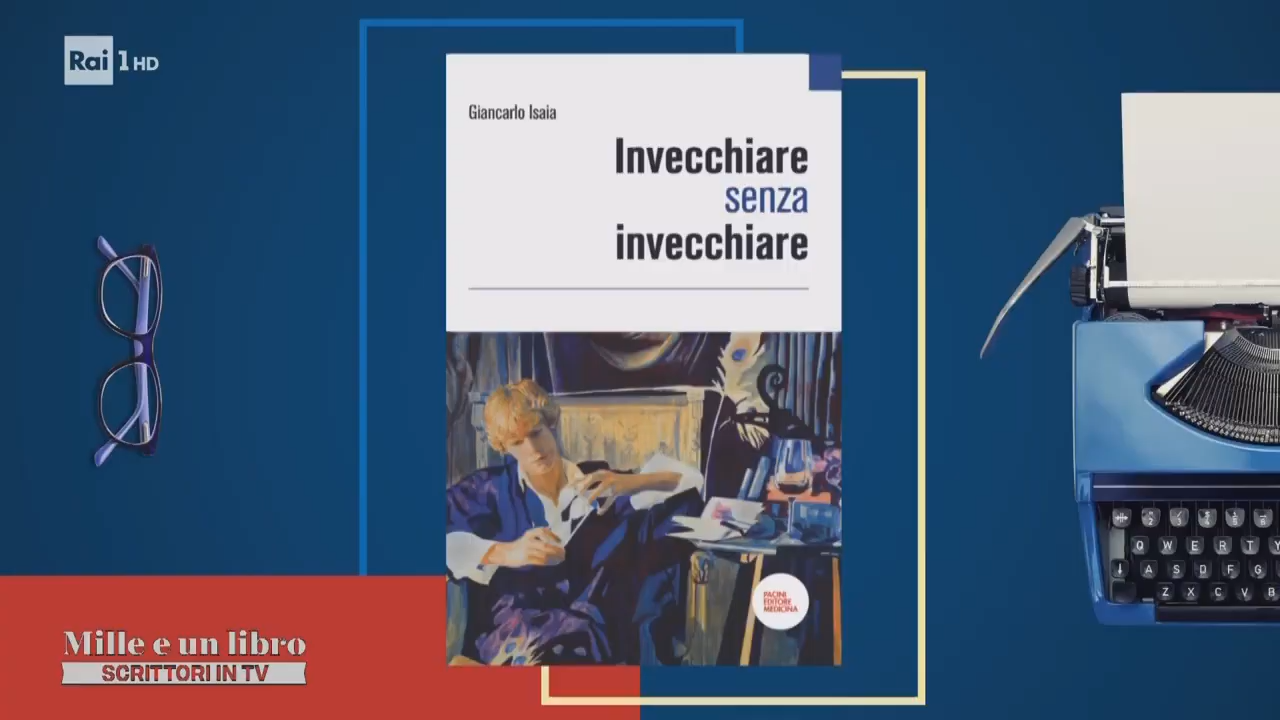 Rai 1 HD
Giancarlo Isaia
Invecchiare
senza
invecchiare
PACINI
EDITORE
MEDICINA
Mille e un libro
SCRITTORI IN TV
Q W E R T Y
A S D F G
Z X C V B